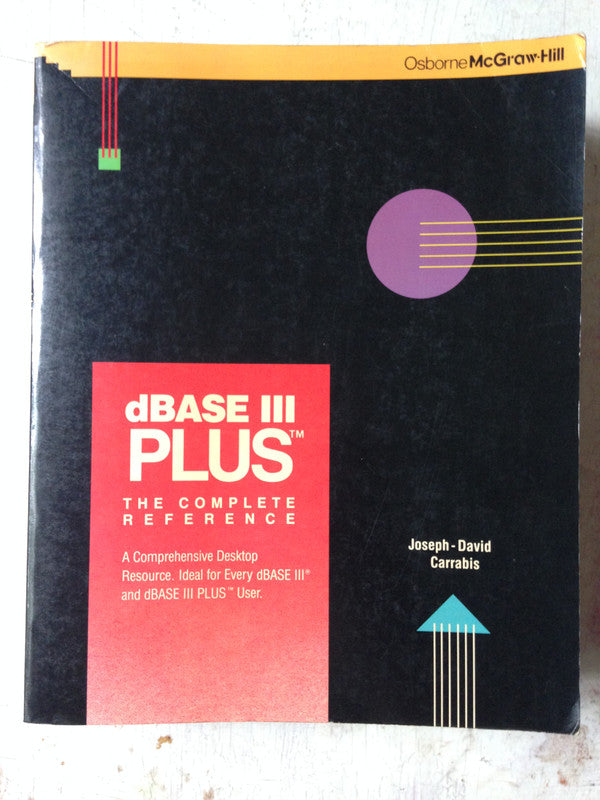 Osborne McGraw-Hill
dBASE III
PLUS™
THE COMPLETE
REFERENCE
A Comprehensive Desktop
Resource. Ideal for Every dBASE III®
and dBASE III PLUS™ User.
Joseph-David
Carrabis